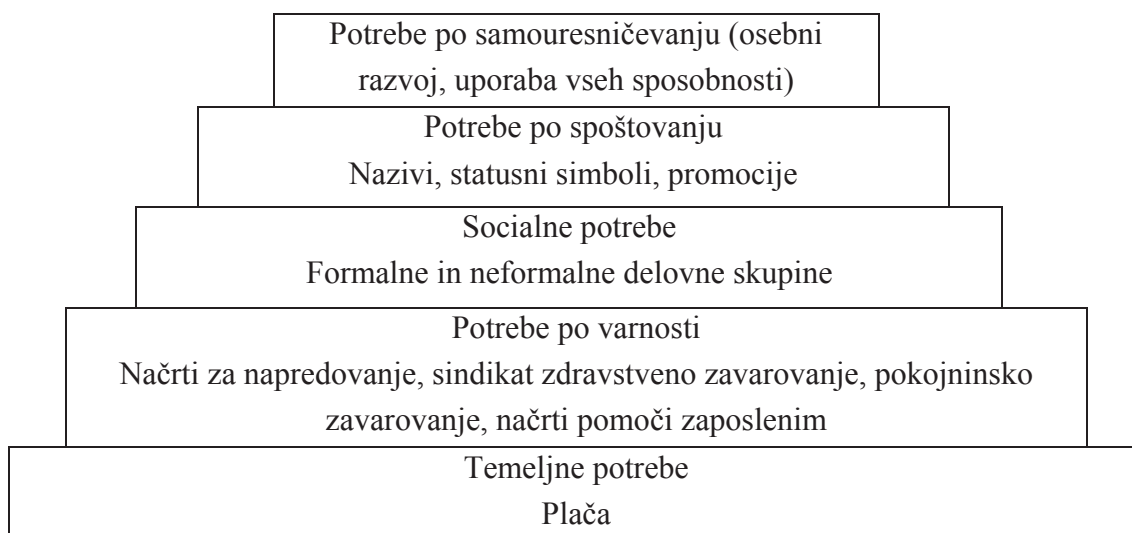 Potrebe po samouresničevanju (osebni
razvoj, uporaba vseh sposobnosti)
Potrebe po spoštovanju
Nazivi, statusni simboli, promocije
Socialne potrebe
Formalne in neformalne delovne skupine
Potrebe po varnosti
Načrti za napredovanje, sindikat zdravstveno zavarovanje, pokojninsko
zavarovanje, načrti pomoči zaposlenim
Temeljne potrebe
Plača